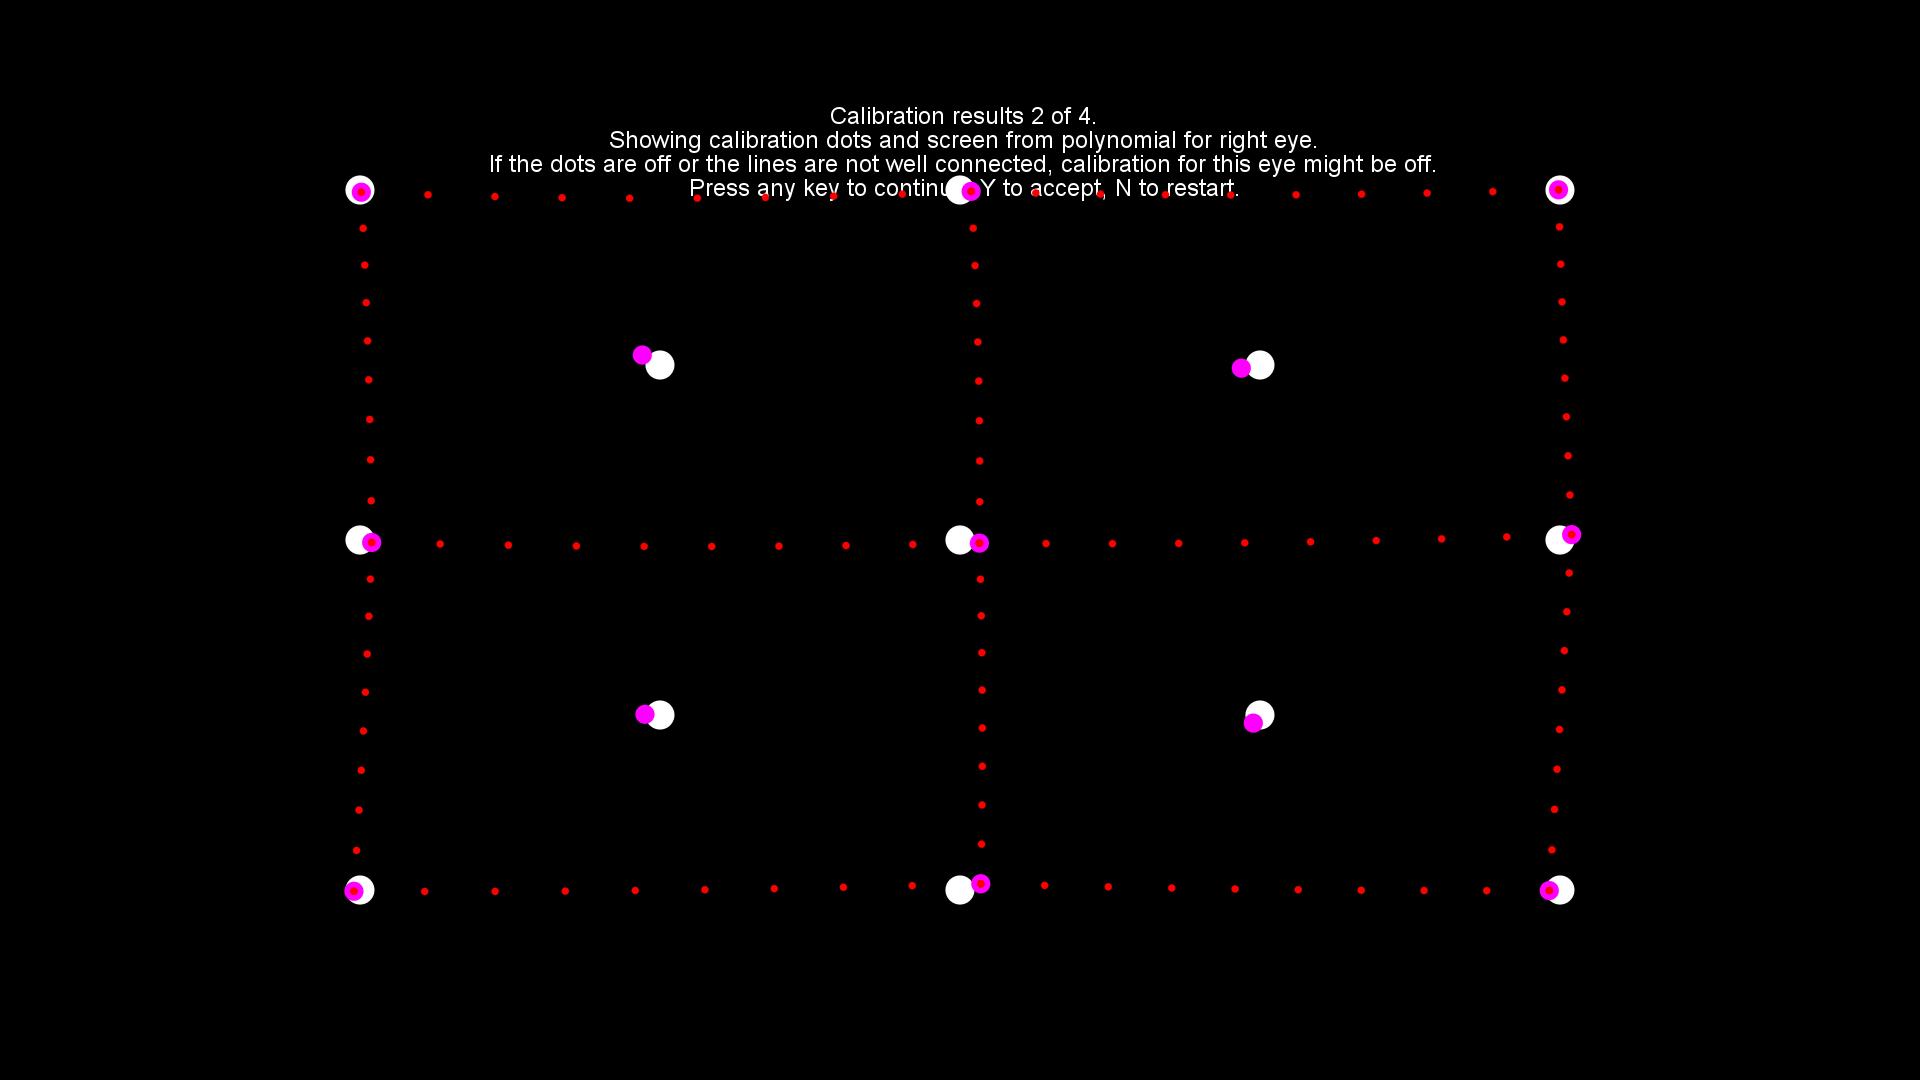 Calibration results 2 of 4.
Showing calibration dots and screen from polynomial for right eye.
If the dots are off or the lines are not well connected, calibration for this eye might be off.
Press any key to continu Y to accept, N to restart.